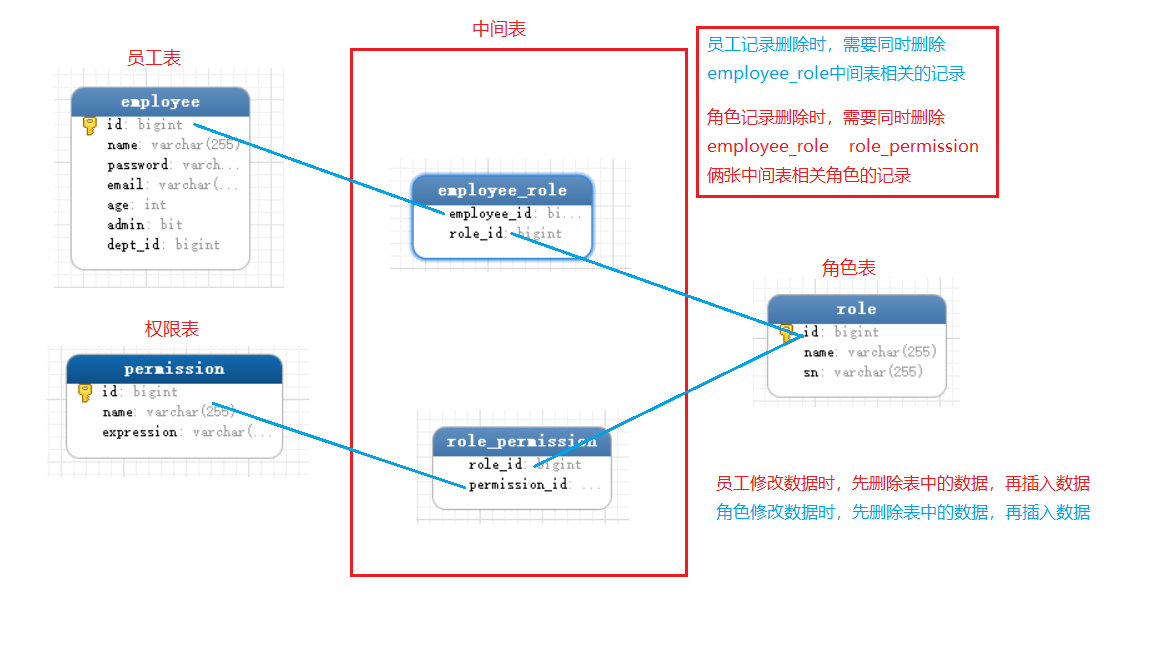 中间表
员工表
employee
id: bigint
name: varchar(255)
password: varch...
email: varchar(...
age: int
admin: bit
dept_id: bigint
员工记录删除时，需要同时删除
employee_role中间表相关的记录
角色记录删除时，需要同时删除
employee_role role_permission
俩张中间表相关角色的记录
employee_role
employee_id: bi...
role_id: bigint
角色表
role
id: bigint
name: varchar(255)
sn: varchar(255)
权限表
permission
id: bigint
name: varchar(255)
expression: varchar(...
role_permission
role_id: bigint
permission_id: ...
员工修改数据时，先删除表中的数据，再插入数据
角色修改数据时，先删除表中的数据，再插入数据